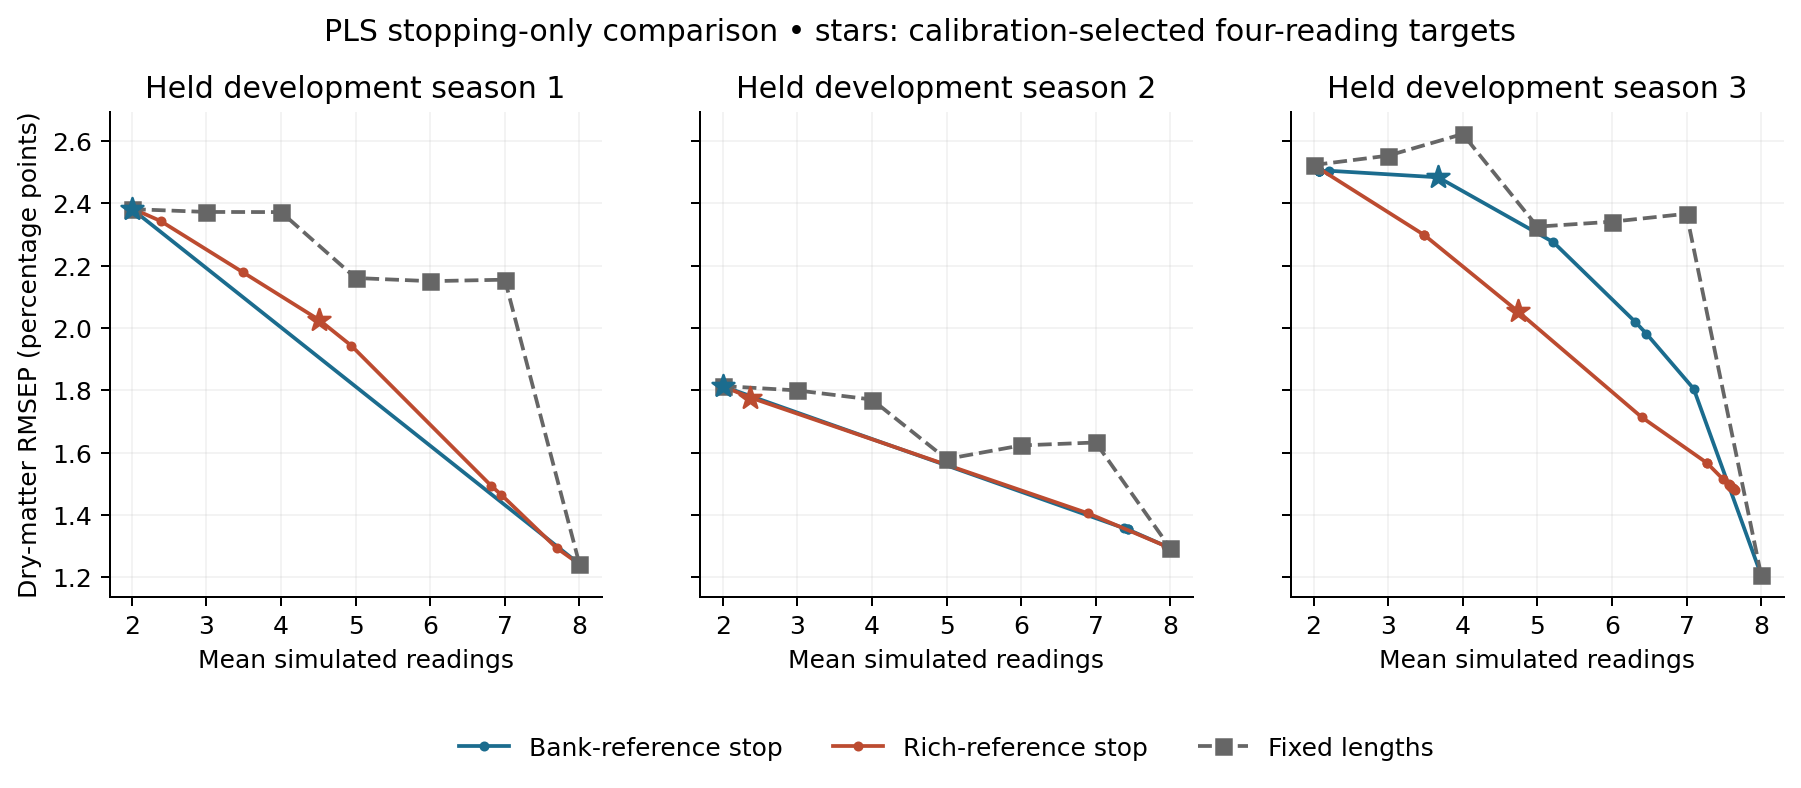 PLS stopping-only comparison • stars: calibration-selected four-reading targets
Held development season 1
Held development season 2
Held development season 3
Dry-matter RMSEP (percentage points)
2.6
2.4
2.2
2.0
1.8
1.6
1.4
1.2
2 3 4 5 6 7 8
2 3 4 5 6 7 8
2 3 4 5 6 7 8
Mean simulated readings
Mean simulated readings
Mean simulated readings
Bank-reference stop
Rich-reference stop
Fixed lengths